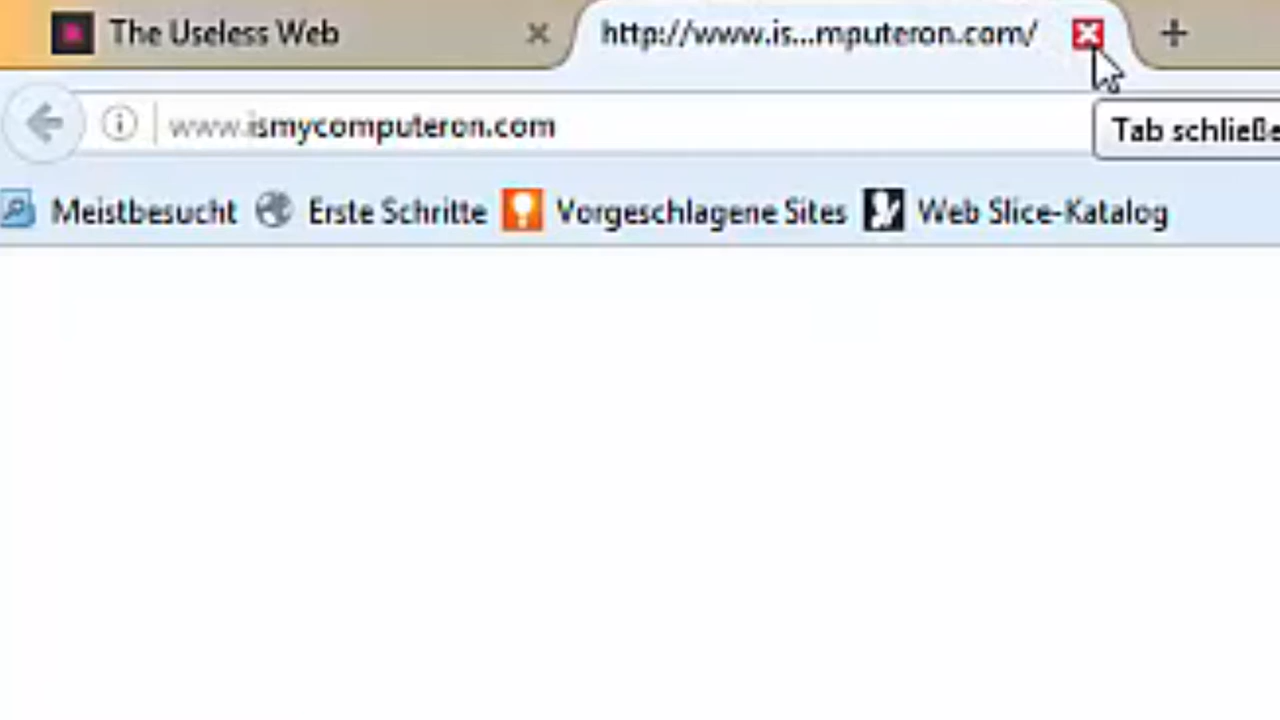 The Useless Web
http://www.is...mputeron.com/
www.ismycomputeron.com
Tab schließe
Meistbesucht Erste Schritte Vorgeschlagene Sites Web Slice-Katalog